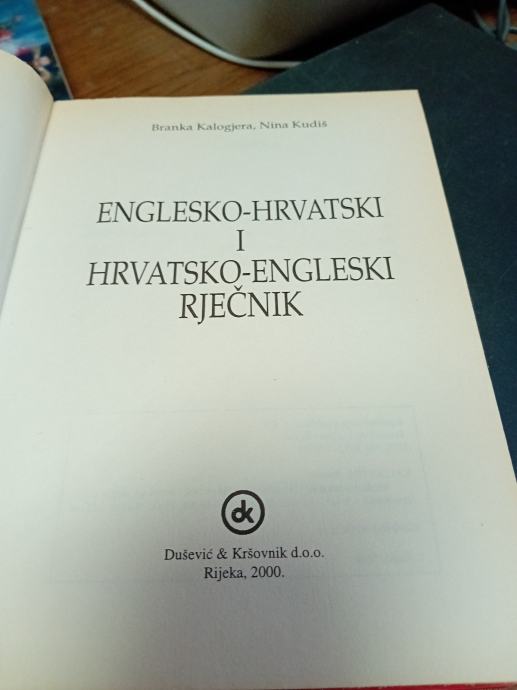 Branka Kalogjera, Nina Kudiš
ENGLESKO-HRVATSKI
I
HRVATSKO-ENGLESKI
RJEČNIK
dk
Dušević & Kršovnik d.o.o.
Rijeka, 2000.